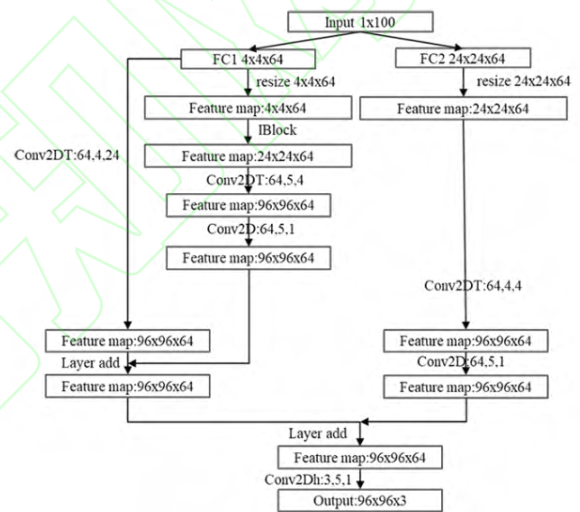 Input 1x100
FC1 4x4x64
FC2 24x24x64
resize 4x4x64
resize 24x24x64
Feature map:4x4x64
Feature map:24x24x64
IBlock
Conv2DT:64,4,24
Feature map:24x24x64
Conv2DT:64,5,4
Feature map:96x96x64
Conv2D:64,5,1
Feature map:96x96x64
Conv2DT:64,4,4
Feature map:96x96x64
Feature map:96x96x64
Layer add
Conv2D:64,5,1
Feature map:96x96x64
Feature map:96x96x64
Layer add
Feature map:96x96x64
Conv2Dh:3,5,1
Output:96x96x3